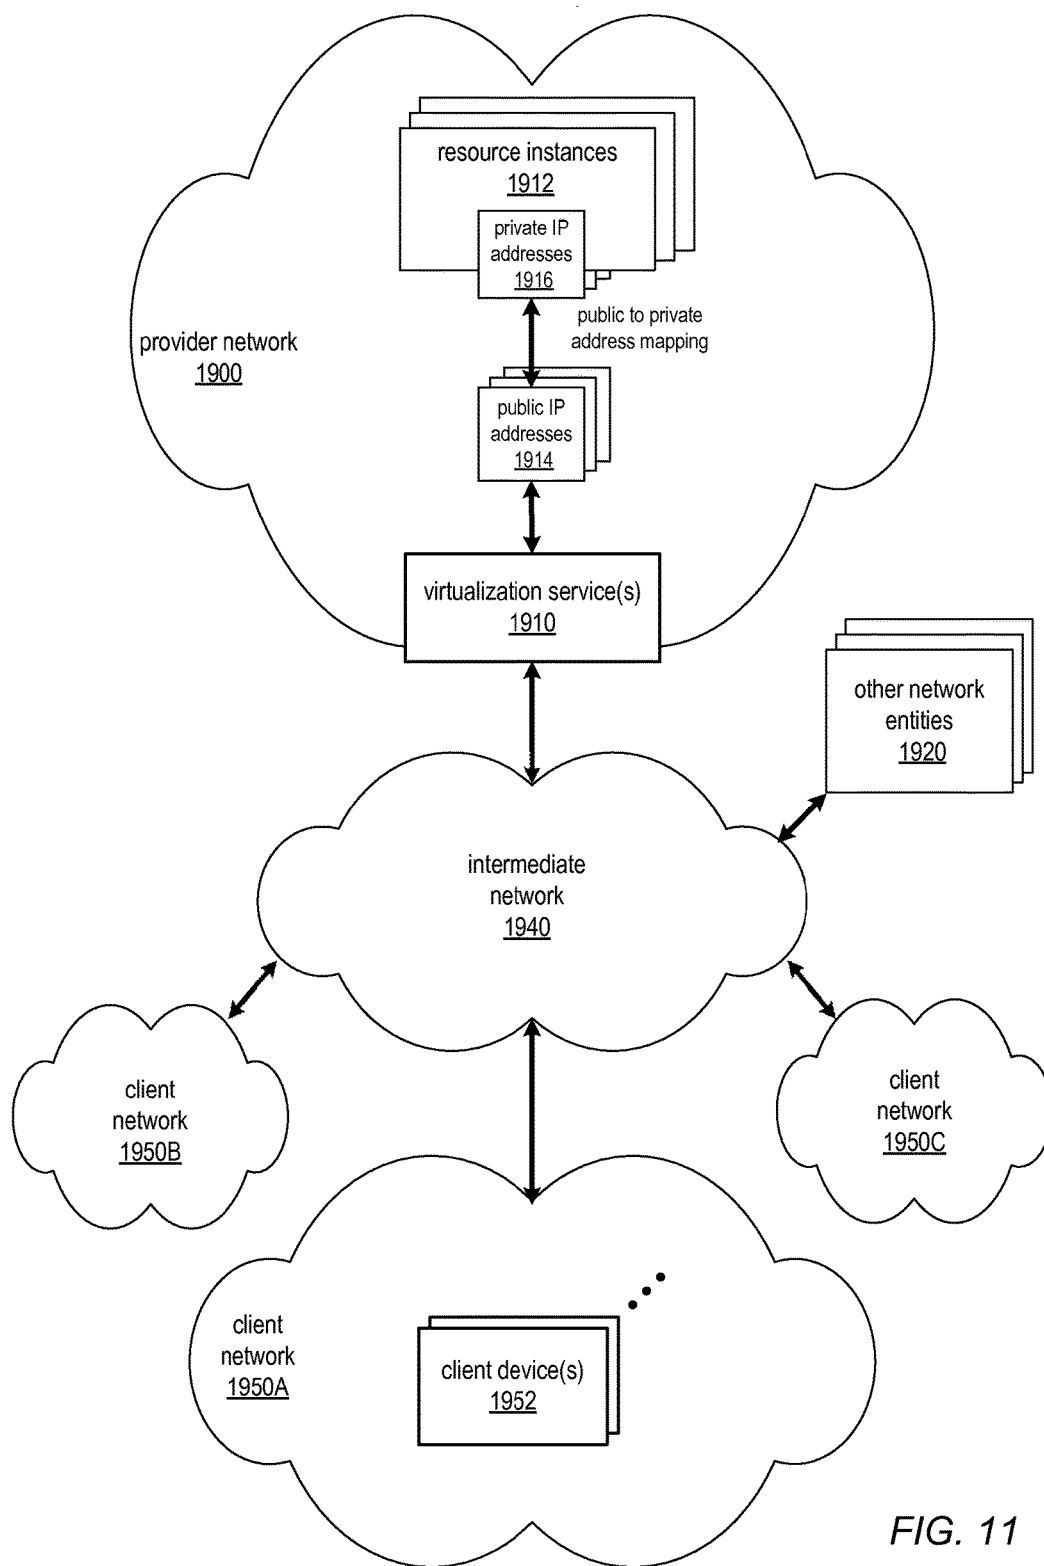 resource instances
1912
private IP
addresses
1916
public to private
address mapping
provider network
1900
public IP
addresses
1914
virtualization service(s)
1910
other network
entities
1920
intermediate
network
1940
client
network
1950B
client
network
1950C
client
network
1950A
client device(s)
1952
FIG. 11